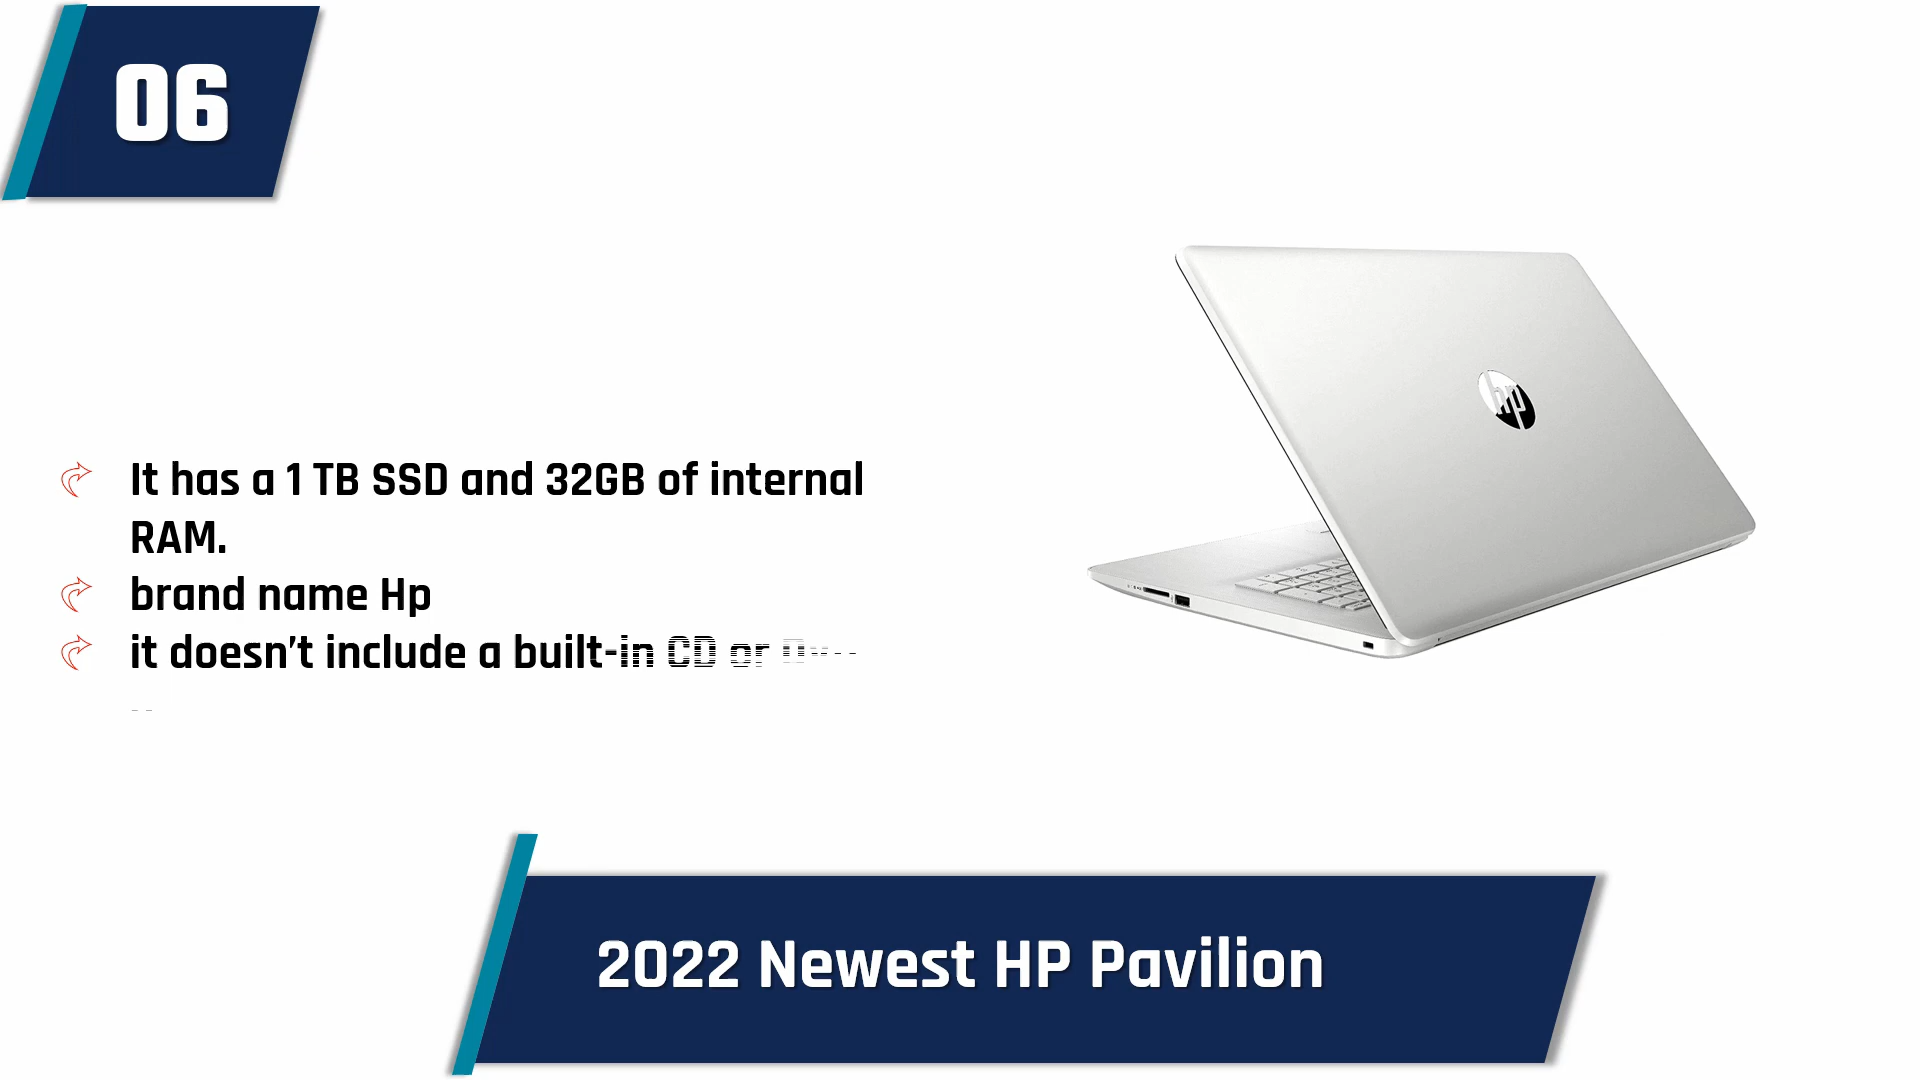 06
It has a 1 TB SSD and 32GB of internal
RAM.
brand name Hp
it doesn't include a built-in CD or
hp
2022 Newest HP Pavilion